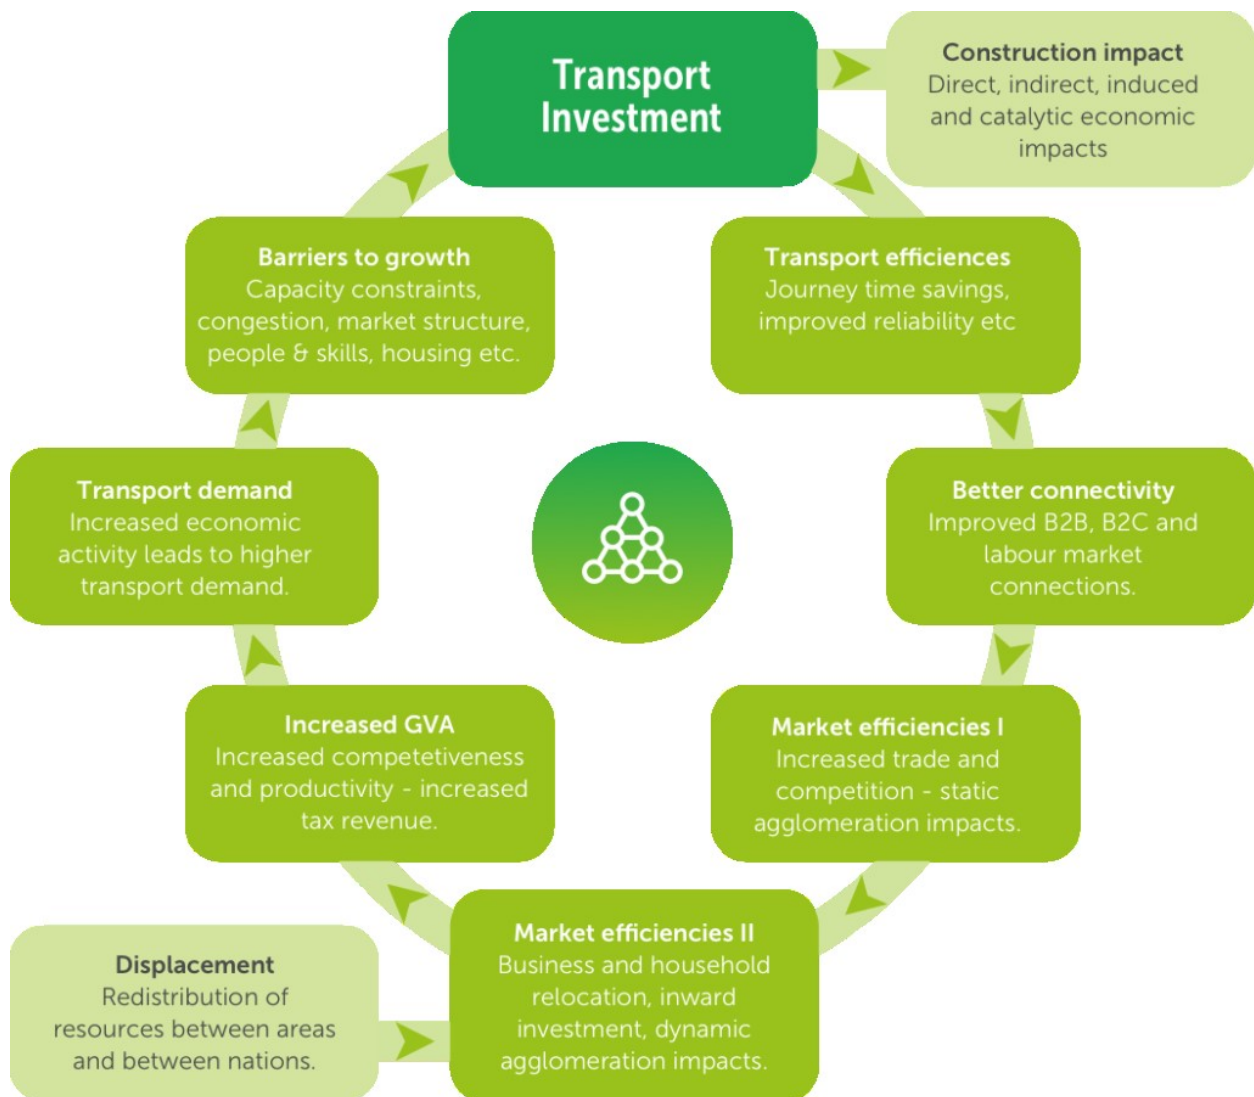 Transport
Investment
Construction impact
Direct, indirect, induced
and catalytic economic
impacts
Transport efficiences
Journey time savings,
improved reliability etc
Better connectivity
Improved B2B, B2C and
labour market
connections.
Market efficiencies I
Increased trade and
competition - static
agglomeration impacts.
Market efficiencies II
Business and household
relocation, inward
investment, dynamic
agglomeration impacts.
Displacement
Redistribution of
resources between areas
and between nations.
Increased GVA
Increased competetiveness
and productivity - increased
tax revenue.
Transport demand
Increased economic
activity leads to higher
transport demand.
Barriers to growth
Capacity constraints,
congestion, market structure,
people & skills, housing etc.